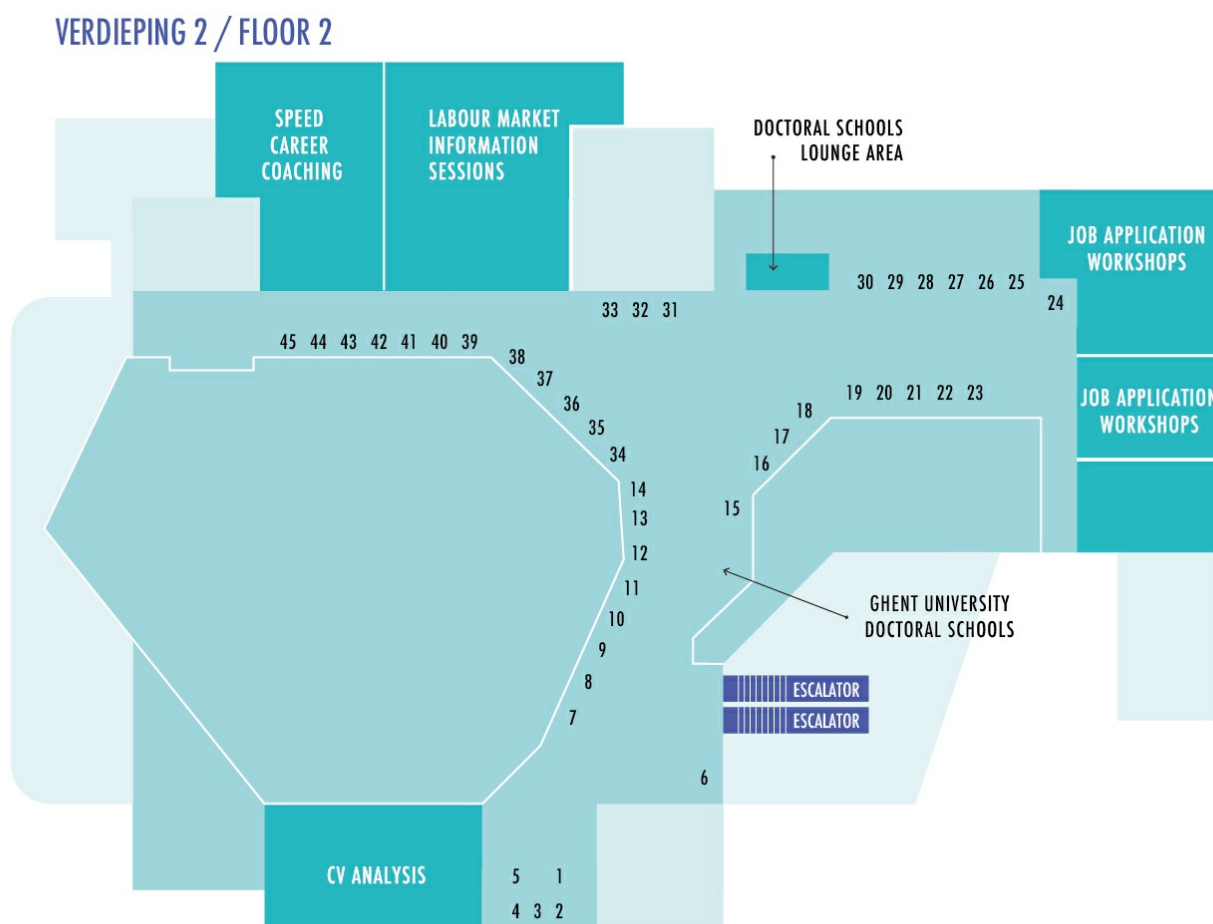 VERDIEPING 2 / FLOOR 2
SPEED
CAREER
COACHING
LABOUR MARKET
INFORMATION
SESSIONS
DOCTORAL SCHOOLS
LOUNGE AREA
JOB APPLICATION
WORKSHOPS
30 29 28 27 26 25
24
33 32 31
45 44 43 42 41 40 39
38
37
36
35
34
19 20 21 22 23
18
17
16
15
JOB APPLICATION
WORKSHOPS
14
13
12
11
10
9
8
7
GHENT UNIVERSITY
DOCTORAL SCHOOLS
ESCALATOR
ESCALATOR
6
CV ANALYSIS
5 1
4 3 2